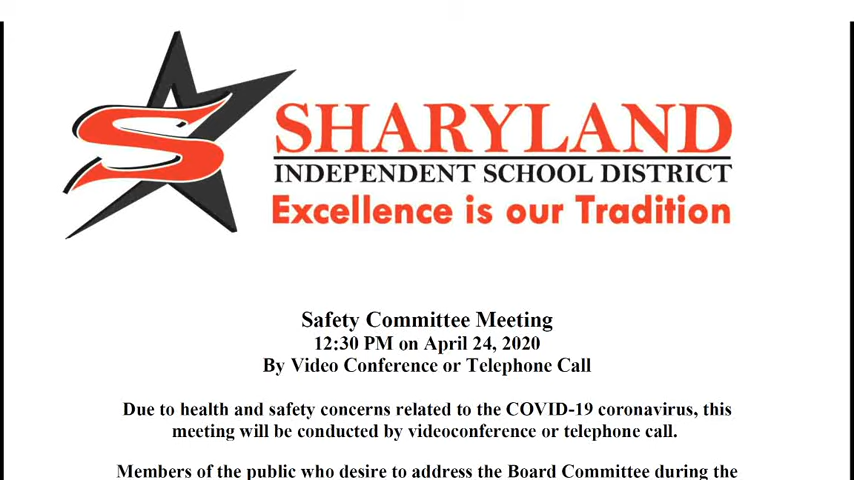 S
SHARYLAND
INDEPENDENT SCHOOL DISTRICT
Excellence is our Tradition
Safety Committee Meeting
12:30 PM on April 24, 2020
By Video Conference or Telephone Call
Due to health and safety concerns related to the COVID-19 coronavirus, this
meeting will be conducted by videoconference or telephone call.
Members of the public who desire to address the Board Committee during the